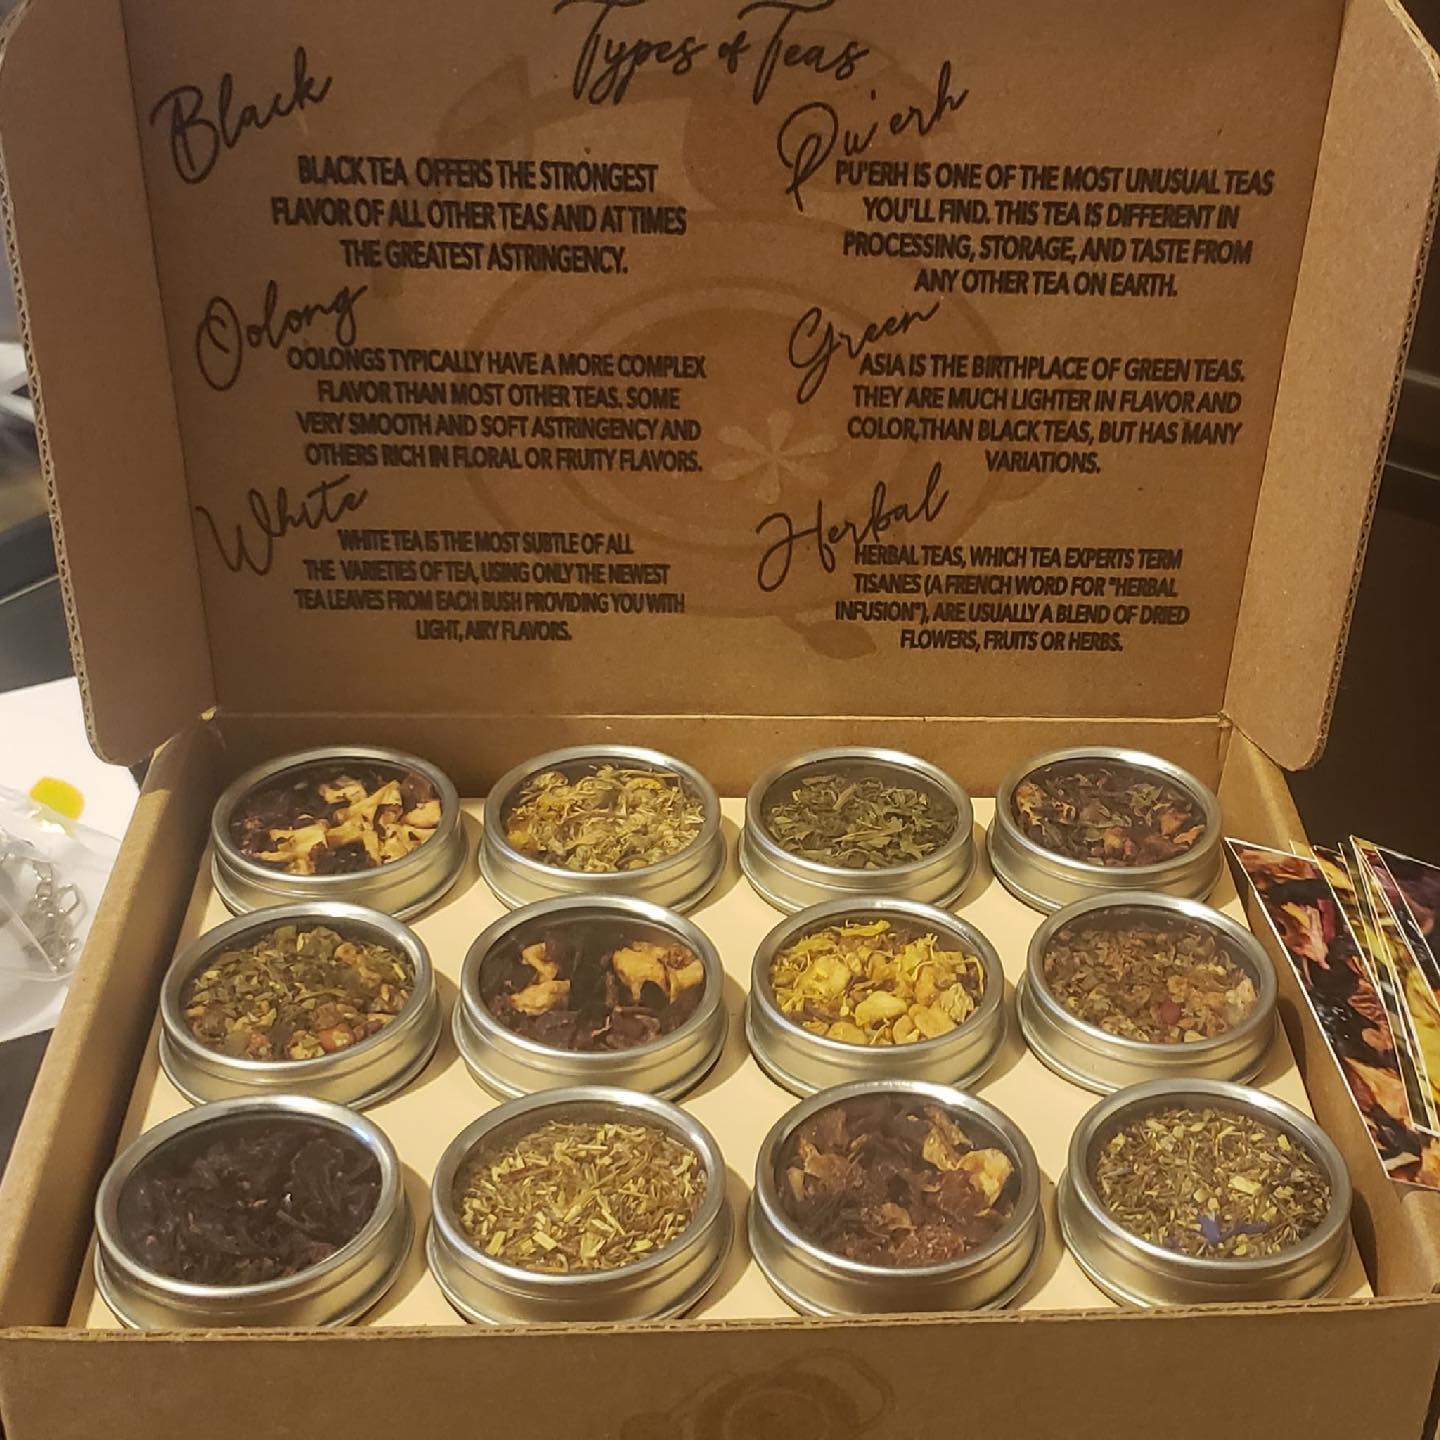 Types of Teas
Black
BLACK TEA OFFERS THE STRONGEST
FLAVOR OF ALL OTHER TEAS AND AT TIMES
THE GREATEST ASTRINGENCY.
Oolong
OOLONGS TYPICALLY HAVE A MORE COMPLEX
FLAVOR THAN MOST OTHER TEAS. SOME
VERY SMOOTH AND SOFT ASTRINGENCY AND
OTHERS RICH IN FLORAL OR FRUITY FLAVORS.
White
WHITE TEA IS THE MOST SUBTLE OF ALL
THE VARIETIES OF TEA, USING ONLY THE NEWEST
TEA LEAVES FROM EACH BUSH PROVIDING YOU WITH
LIGHT, AIRY FLAVORS.
Pu'erh
PU'ERH IS ONE OF THE MOST UNUSUAL TEAS
YOU'LL FIND. THIS TEA IS DIFFERENT IN
PROCESSING, STORAGE, AND TASTE FROM
ANY OTHER TEA ON EARTH.
Green
ASIA IS THE BIRTHPLACE OF GREEN TEAS.
THEY ARE MUCH LIGHTER IN FLAVOR AND
COLOR,THAN BLACK TEAS, BUT HAS MANY
VARIATIONS.
Herbal
HERBAL TEAS, WHICH TEA EXPERTS TERM
TISANES (A FRENCH WORD FOR "HERBAL
INFUSION"), ARE USUALLY A BLEND OF DRIED
FLOWERS, FRUITS OR HERBS.